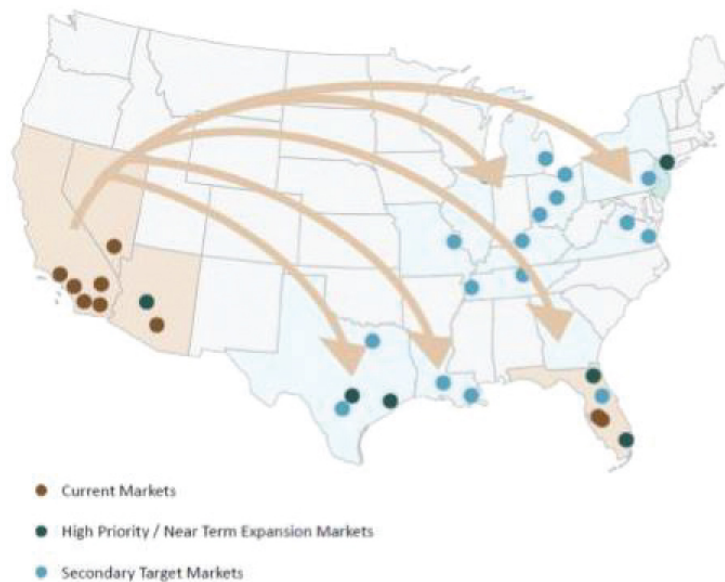 Current Markets
High Priority / Near Term Expansion Markets
Secondary Target Markets